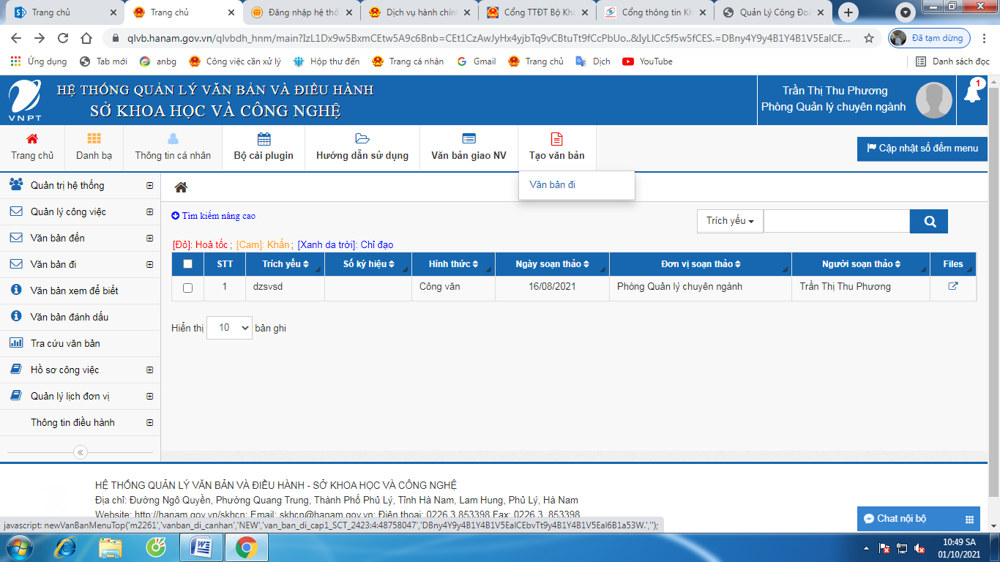 Trang chủ
Trang chủ
Đăng nhập hệ thố
Dịch vụ hành chín
Cổng TTĐT Bộ Kho
Cổng thông tin Kh
Quản Lý Công Đoà
qlvb.hanam.gov.vn/qlvbdh_hnm/main?IzL1Dx9w5BxmCEtw5A9c6Bnb=CEt1CzAwJyHx4yjbTq9vCBtuTt9fCcPbUo..&IyLlCc5f5w5fCES.=DBny4Y9y4B1Y4B1V5EalCE...
Đã tạm dừng
Ứng dụng
Tab mới
anbg
Công việc cần xử lý
Hộp thư đến
Trang cá nhân
Gmail
Trang chủ
Dịch
YouTube
Danh sách đọc
VNPT
HỆ THỐNG QUẢN LÝ VĂN BẢN VÀ ĐIỀU HÀNH
SỞ KHOA HỌC VÀ CÔNG NGHỆ
Trần Thị Thu Phương
Phòng Quản lý chuyên ngành
1
Trang chủ
Danh bạ
Thông tin cá nhân
Bộ cài plugin
Hướng dẫn sử dụng
Văn bản giao NV
Tạo văn bản
Cập nhật số đếm menu
Văn bản đi
Quản trị hệ thống
Quản lý công việc
Văn bản đến
Văn bản đi
Văn bản xem để biết
Văn bản đánh dấu
Tra cứu văn bản
Hồ sơ công việc
Quản lý lịch đơn vị
Thông tin điều hành
Tìm kiếm nâng cao
Trích yếu
[Đỏ]: Hoả tốc ; [Cam]: Khẩn ; [Xanh da trời]: Chỉ đạo
STT Trích yếu Số ký hiệu Hình thức Ngày soạn thảo Đơn vị soạn thảo Người soạn thảo Files
1 dzsvsd Công văn 16/08/2021 Phòng Quản lý chuyên ngành Trần Thị Thu Phương
Hiển thị 10 bản ghi
HỆ THỐNG QUẢN LÝ VĂN BẢN VÀ ĐIỀU HÀNH - SỞ KHOA HỌC VÀ CÔNG NGHỆ
Địa chỉ: Đường Ngô Quyền, Phường Quang Trung, Thành Phố Phủ Lý, Tỉnh Hà Nam, Lam Hung, Phủ Lý, Hà Nam
Website: http://hanam.gov.vn/skhcn; Email: skhcn@hanam.gov.vn; Điện thoại: 0226.3.853398 Fax: 0226.3. 853398
javascript: newVanBanMenuTop('m2261','vanban_di_canhan','NEW','van_ban_di_cap1_SCT_2423:4:48758047','DBny4Y9y4B1Y4B1V5EalCEbvTt9y4B1Y4B1V5EaI6B1a53W.','');
Chat nội bộ
10:49 SA
01/10/2021